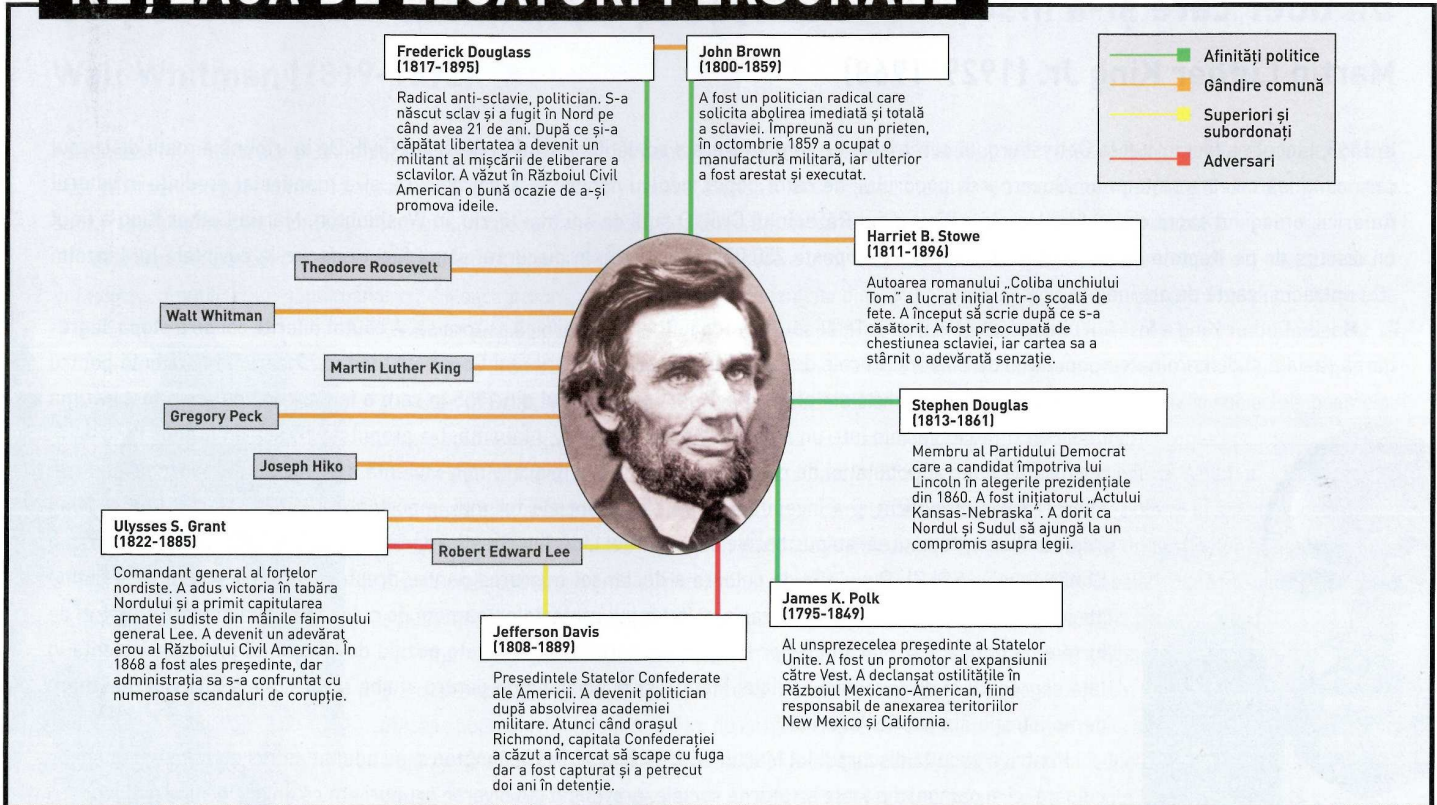 REȚEAUA DE LEGĂTURI PERSONALE
Frederick Douglass
(1817-1895)
Radical anti-sclavie, politician. S-a
născut sclav și a fugit în Nord pe
când avea 21 de ani. După ce și-a
căpătat libertatea a devenit un
militant al mișcării de eliberare a
sclavilor. A văzut în Războiul Civil
American o bună ocazie de a-și
promova ideile.
John Brown
(1800-1859)
A fost un politician radical care
solicita abolirea imediată și totală
a sclaviei. Împreună cu un prieten,
în octombrie 1859 a ocupat o
manufactură militară, iar ulterior
a fost arestat și executat.
Afinități politice
Gândire comună
Superiori și
subordonați
Adversari
Harriet B. Stowe
(1811-1896)
Autoarea romanului „Coliba unchiului
Tom” a lucrat inițial într-o școală de
fete. A început să scrie după ce s-a
căsătorit. A fost preocupată de
chestiunea sclaviei, iar cartea sa a
stârnit o adevărată senzație.
Theodore Roosevelt
Walt Whitman
Martin Luther King
Gregory Peck
Joseph Hiko
Stephen Douglas
(1813-1861)
Membru al Partidului Democrat
care a candidat împotriva lui
Lincoln în alegerile prezidențiale
din 1860. A fost inițiatorul „Actului
Kansas-Nebraska”. A dorit ca
Nordul și Sudul să ajungă la un
compromis asupra legii.
Ulysses S. Grant
(1822-1885)
Comandant general al forțelor
nordiste. A adus victoria în tabăra
Nordului și a primit capitularea
armatei sudiste din mâinile faimosului
general Lee. A devenit un adevărat
erou al Războiului Civil American. În
1868 a fost ales președinte, dar
administrația sa s-a confruntat cu
numeroase scandaluri de corupție.
Robert Edward Lee
Jefferson Davis
(1808-1889)
Președintele Statelor Confederate
ale Americii. A devenit politician
după absolvirea academiei
militare. Atunci când orașul
Richmond, capitala Confederației
a căzut a încercat să scape cu fuga
dar a fost capturat și a petrecut
doi ani în detenție.
James K. Polk
(1795-1849)
Al unsprezecelea președinte al Statelor
Unite. A fost un promotor al expansiunii
către Vest. A declanșat ostilitățile în
Războiul Mexicano-American, fiind
responsabil de anexarea teritoriilor
New Mexico și California.